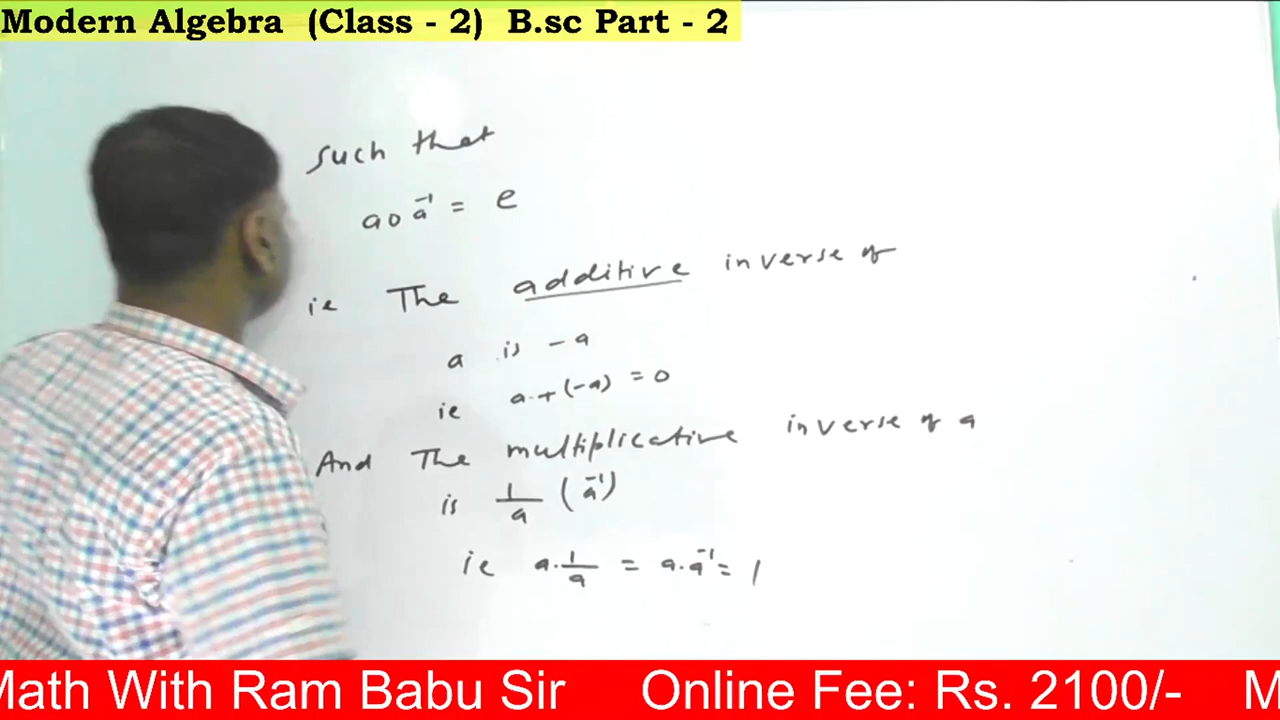 Modern Algebra (Class - 2) B.sc Part - 2
such that
a o a⁻¹ = e
ie The additive inverse of
a is - a
ie a + (-a) = 0
And The multiplicative inverse of a
is 1/a (a⁻¹)
ie a. 1/a = a.a⁻¹ = 1
Math With Ram Babu Sir Online Fee: Rs. 2100/- M